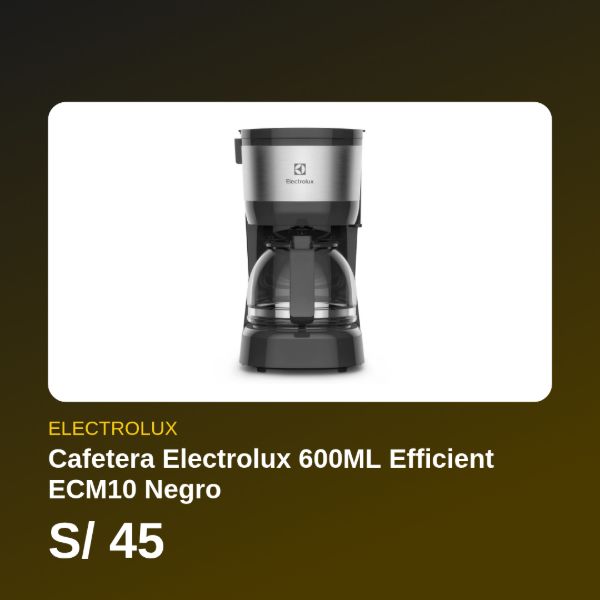 Electrolux
ELECTROLUX
Cafetera Electrolux 600ML Efficient
ECM10 Negro
S/ 45